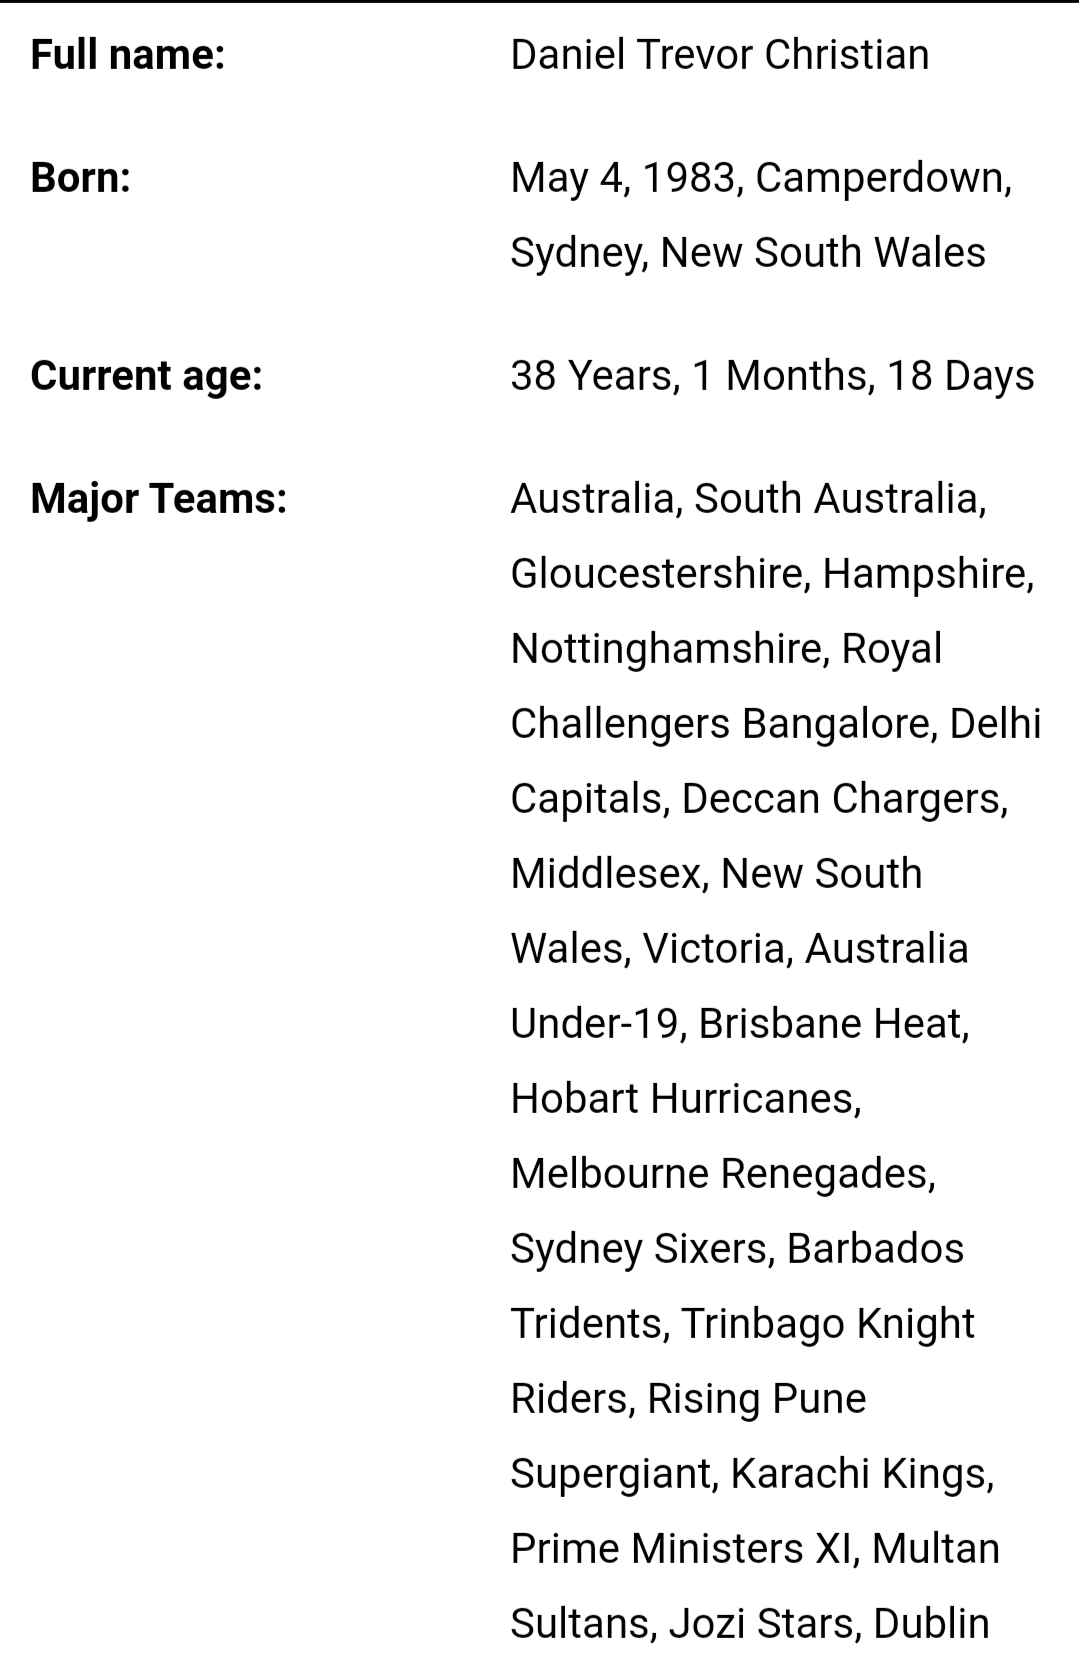 Full name: Daniel Trevor Christian
Born: May 4, 1983, Camperdown,
Sydney, New South Wales
Current age: 38 Years, 1 Months, 18 Days
Major Teams: Australia, South Australia,
Gloucestershire, Hampshire,
Nottinghamshire, Royal
Challengers Bangalore, Delhi
Capitals, Deccan Chargers,
Middlesex, New South
Wales, Victoria, Australia
Under-19, Brisbane Heat,
Hobart Hurricanes,
Melbourne Renegades,
Sydney Sixers, Barbados
Tridents, Trinbago Knight
Riders, Rising Pune
Supergiant, Karachi Kings,
Prime Ministers XI, Multan
Sultans, Jozi Stars, Dublin